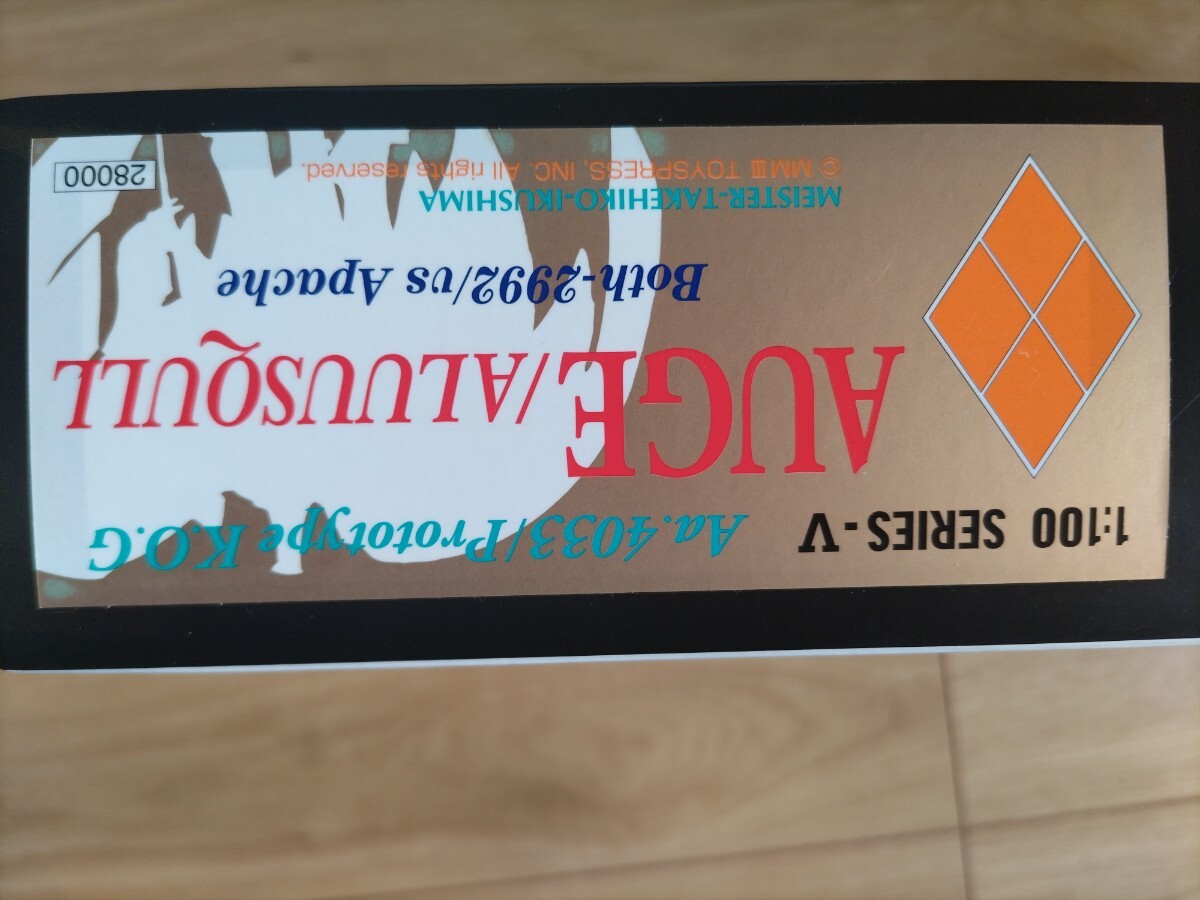 1:100 SERIES-V
Aa.4033/Prototype K.O.G
AUGE/ALUUSQULL
Both-2992/vs Apache
MEISTER-TAKEHIKO-IKUSHIMA
© MMIII TOYSPRESS, INC. All rights reserved.
28000